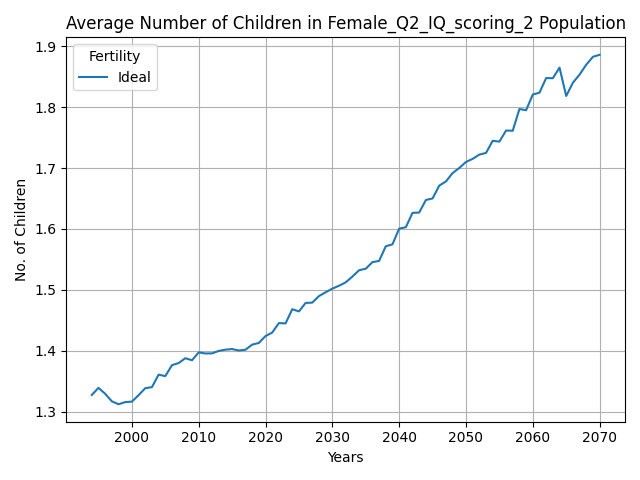 Average Number of Children in Female_Q2_IQ_scoring_2 Population
Fertility
Ideal
No. of Children
1.9
1.8
1.7
1.6
1.5
1.4
1.3
2000 2010 2020 2030 2040 2050 2060 2070
Years